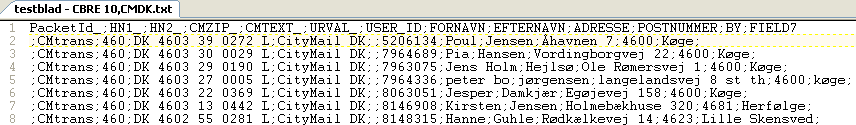 testblad - CBRE 10,CMDK.txt
1 PacketId_;HN1_;HN2_;CMZIP_;CMTEXT_;URVAL_;USER_ID;FORNAVN;EFTERNAVN;ADRESSE;POSTNUMMER;BY;FIELD7
2 ;CMtrans;460;DK 4603 39 0272 L;CityMail DK;;5206134;Poul;Jensen;Åhavnen 7;4600;Køge;
3 ;CMtrans;460;DK 4603 30 0029 L;CityMail DK;;7964689;Pia;Hansen;Vordingborgvej 22;4600;Køge;
4 ;CMtrans;460;DK 4603 29 0190 L;CityMail DK;;7963075;Jens Holm;Hejlsø;Ole Rømersvej 1;4600;Køge;
5 ;CMtrans;460;DK 4603 27 0005 L;CityMail DK;;7964336;peter bo;jørgensen;langelandsvej 8 st th;4600;køge;
6 ;CMtrans;460;DK 4603 22 0317 L;CityMail DK;;8063051;Jesper;Damkjær;Egøjevej 158;4600;Køge;
7 ;CMtrans;460;DK 4603 13 0442 L;CityMail DK;;8146908;Kirsten;Jensen;Holmebækhuse 320;4681;Herfølge;
8 ;CMtrans;460;DK 4602 55 0281 L;CityMail DK;;8148315;Hanne;Guhle;Rødkælkevej 14;4623;Lille Skensved;